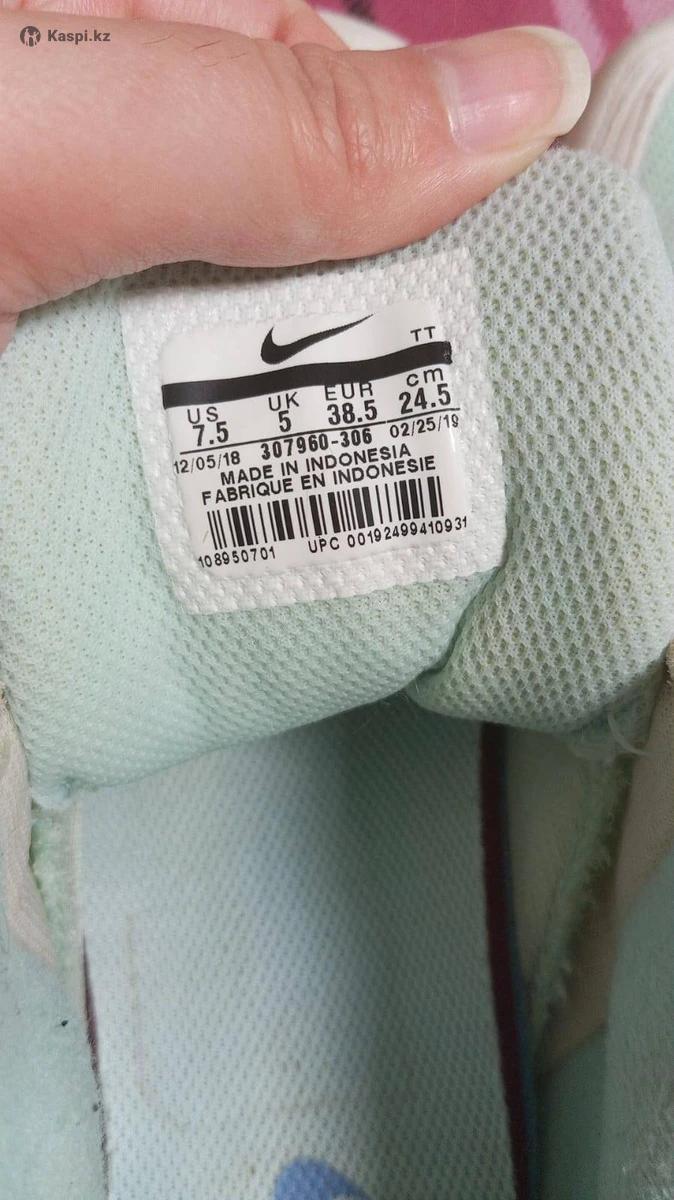 Kaspi.kz
TT
US UK EUR cm
7.5 5 38.5 24.5
12/05/18 307960-306 02/25/19
MADE IN INDONESIA
FABRIQUE EN INDONESIE
108950701 UPC 00192499410931